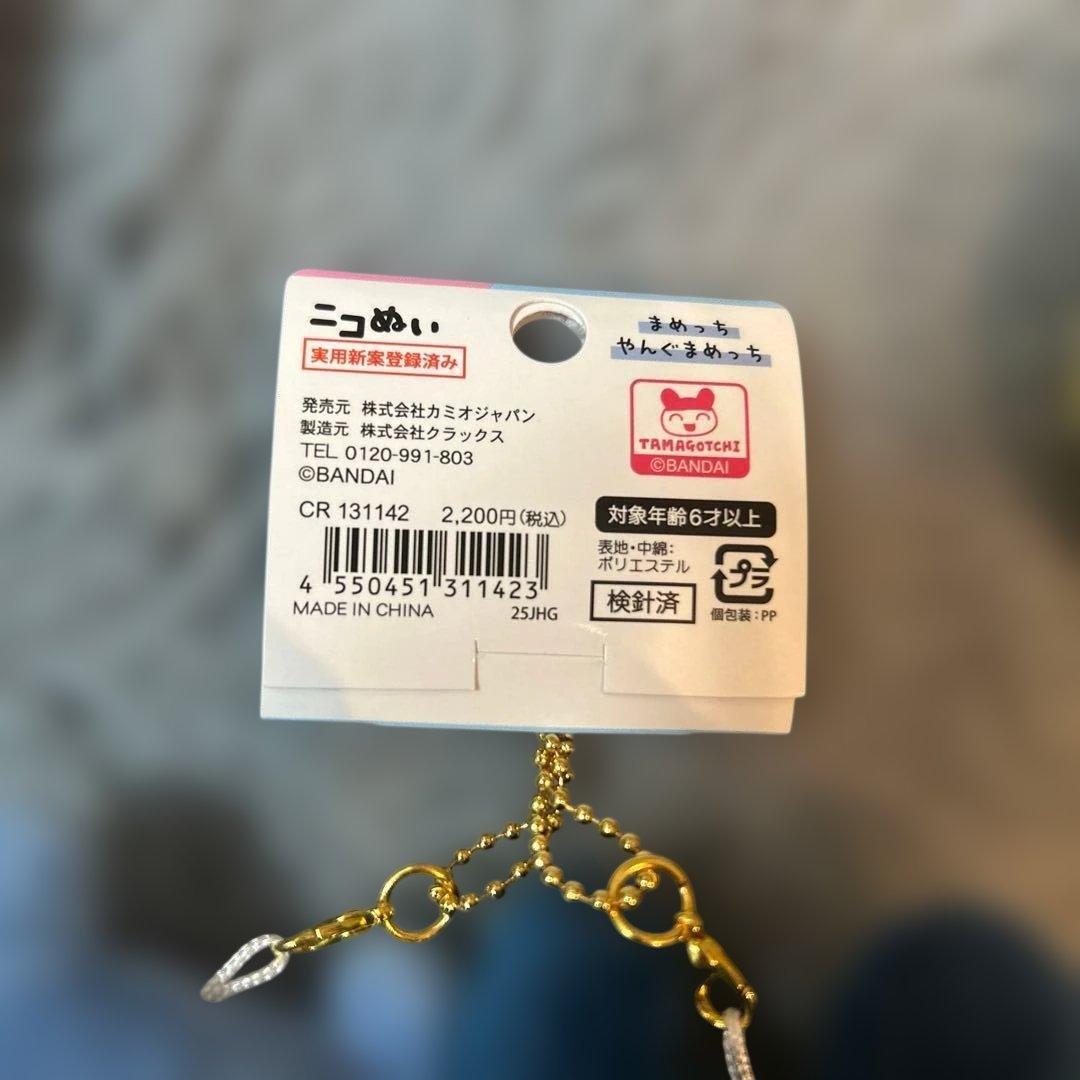 ニコぬい
実用新案登録済み
発売元 株式会社カミオジャパン
製造元 株式会社クラックス
TEL 0120-991-803
©BANDAI
CR 131142 2,200円(税込)
4 550451 311423
MADE IN CHINA 25JHG
まめっち
やんぐまめっち
TAMAGOTCHI
©BANDAI
対象年齢6才以上
表地・中綿:
ポリエステル
検針済
プラ
個包装:PP